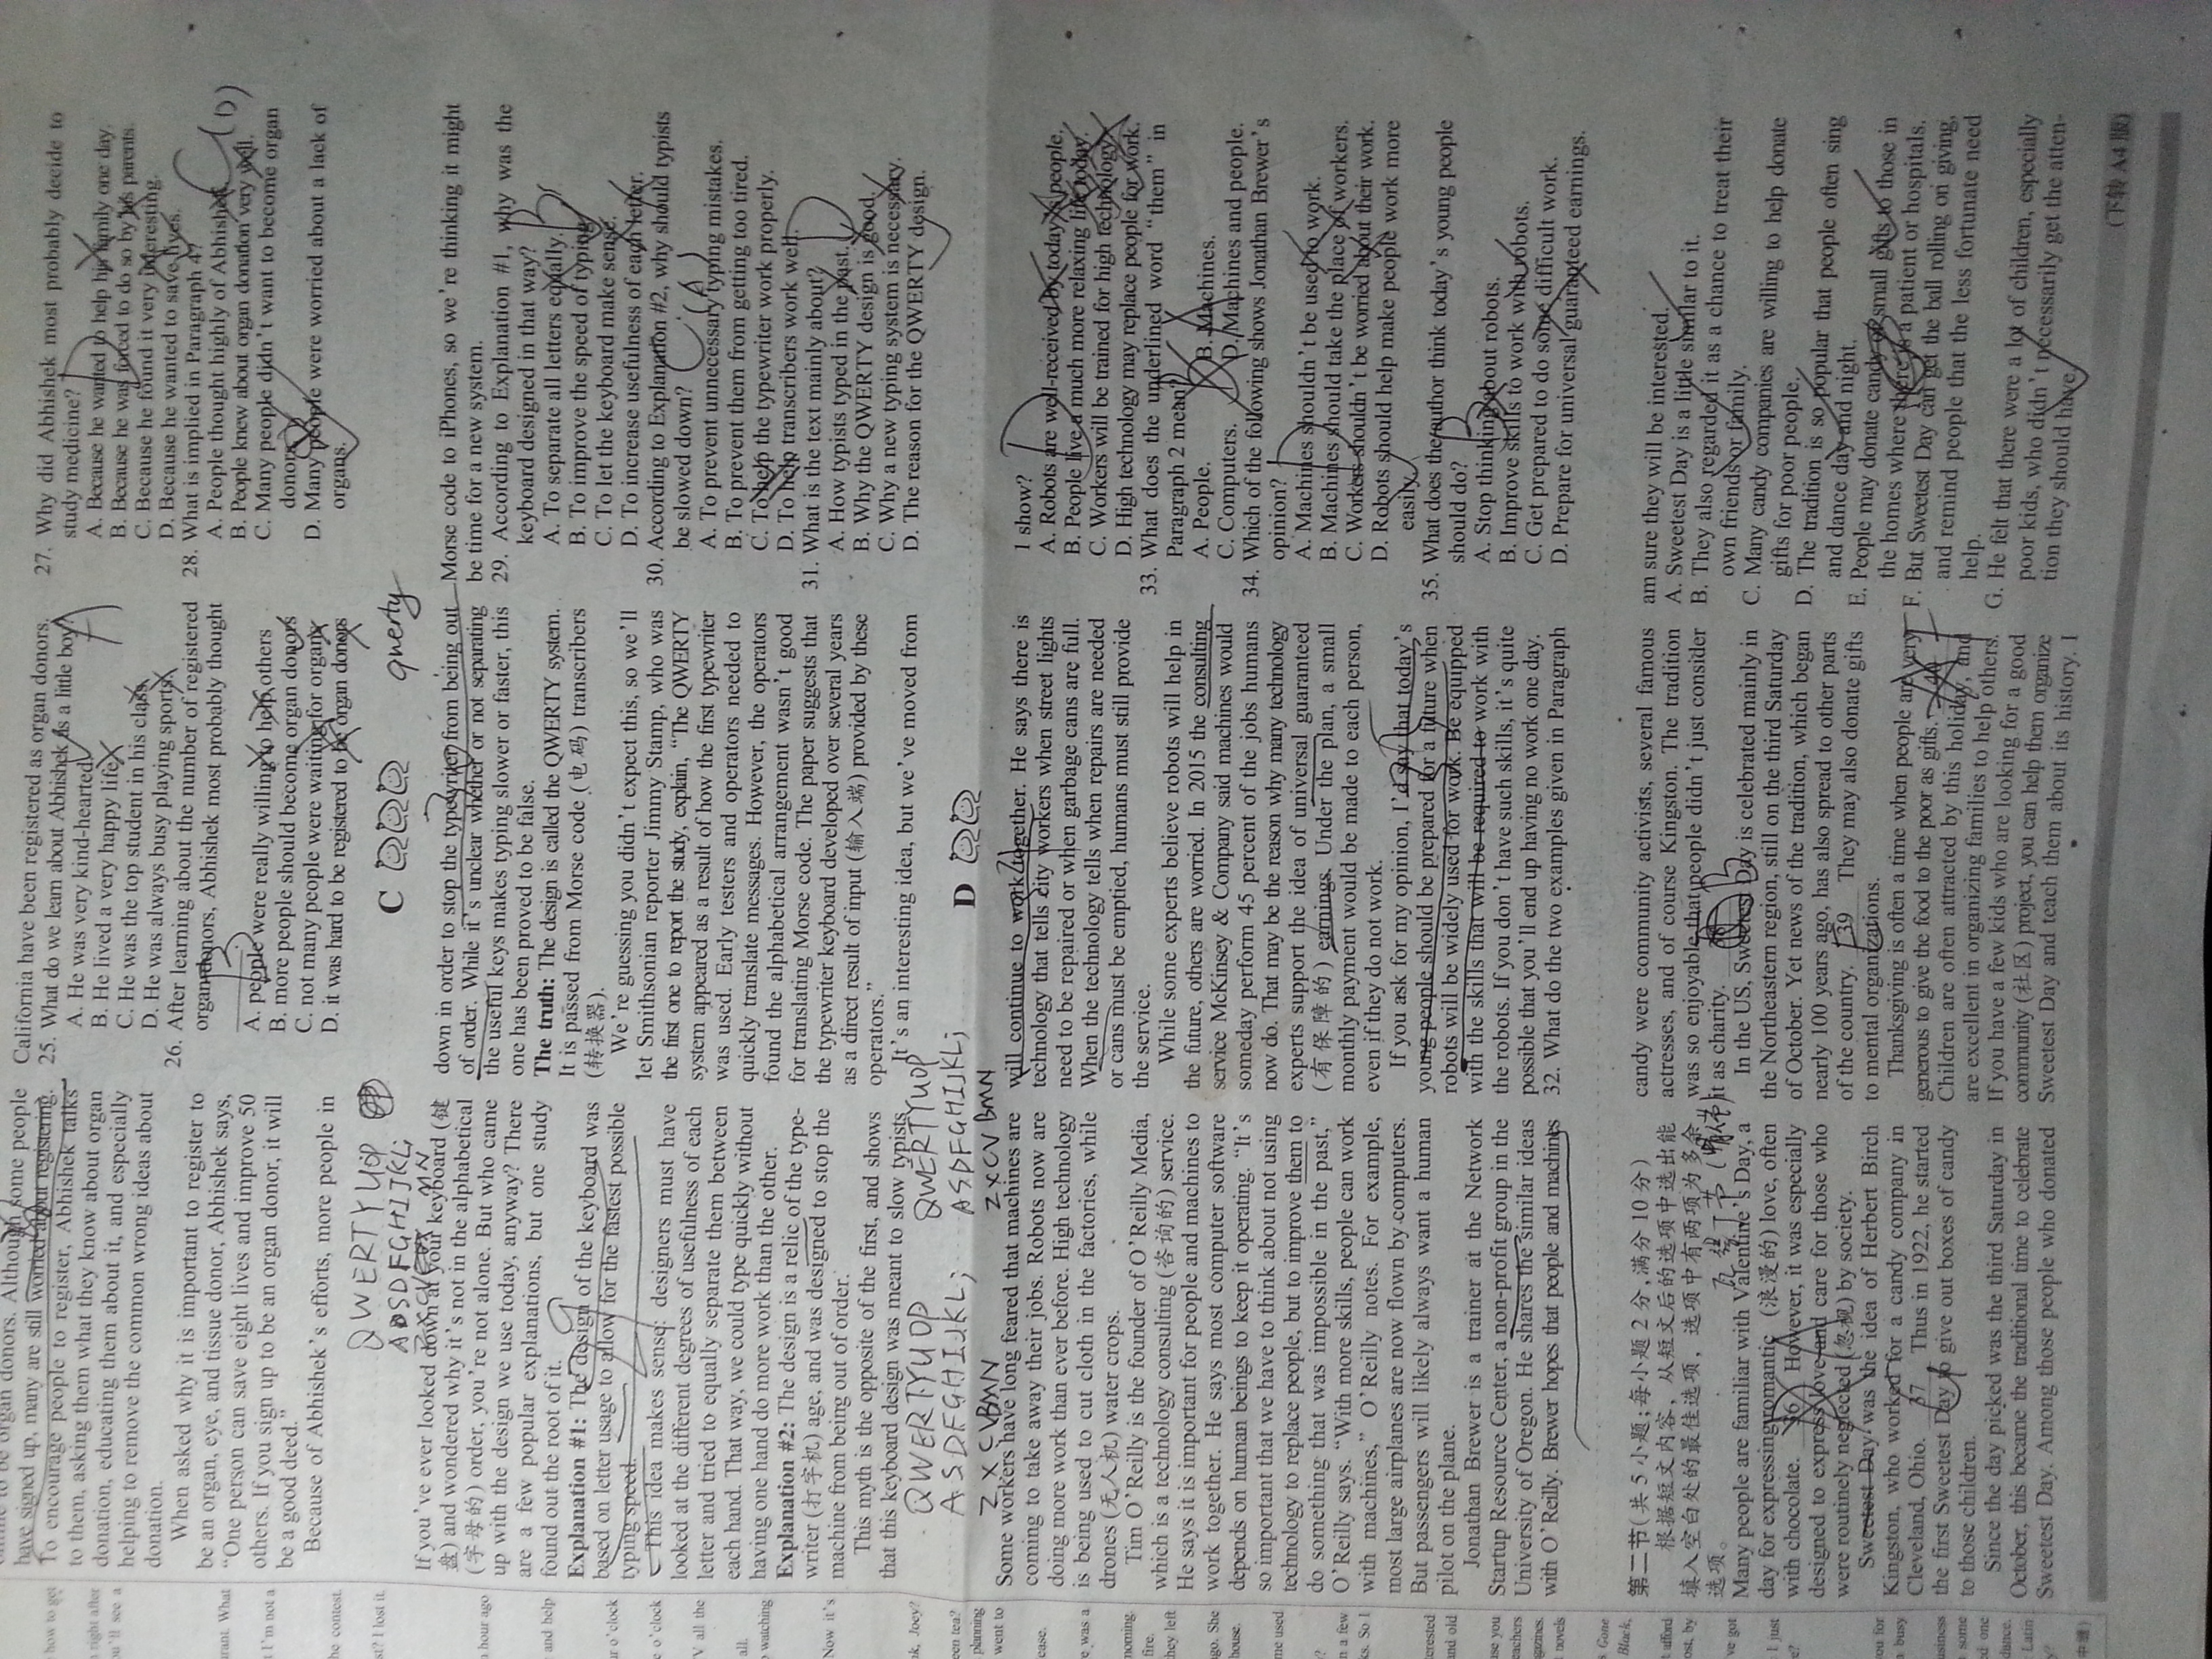 to be organ donors. Although some people
have signed up, many are still worried about registering.
To encourage people to register, Abhishek talks
to them, asking them what they know about organ
donation, educating them about it, and especially
helping to remove the common wrong ideas about
donation.
When asked why it is important to register to
be an organ, eye, and tissue donor, Abhishek says,
“One person can save eight lives and improve 50
others. If you sign up to be an organ donor, it will
be a good deed.”
Because of Abhishek’s efforts, more people in
California have been registered as organ donors.
25. What do we learn about Abhishek as a little boy?
A. He was very kind-hearted.
B. He lived a very happy life.
C. He was the top student in his class.
D. He was always busy playing sports.
A
26. After learning about the number of registered
organ donors, Abhishek most probably thought
B
A. people were really willing to help others
B. more people should become organ donors
C. not many people were waiting for organs
D. it was hard to be registered to be organ donors
27. Why did Abhishek most probably decide to
study medicine?
D
A. Because he wanted to help his family one day.
B. Because he was forced to do so by his parents.
C. Because he found it very interesting.
D. Because he wanted to save lives.
28. What is implied in Paragraph 4?
C (D)
A. People thought highly of Abhishek.
B. People knew about organ donation very well.
C. Many people didn’t want to become organ
donors.
D. Many people were worried about a lack of
organs.
QWERTYUOP
ADSDFGHIJKL;
ZXCV MN
C
qwerty
If you’ve ever looked down at your keyboard (键
盘) and wondered why it’s not in the alphabetical
(字母的) order, you’re not alone. But who came
up with the design we use today, anyway? There
are a few popular explanations, but one study
found out the root of it.
Explanation #1: The design of the keyboard was
based on letter usage to allow for the fastest possible
typing speed.
This idea makes sense: designers must have
looked at the different degrees of usefulness of each
letter and tried to equally separate them between
each hand. That way, we could type quickly without
having one hand do more work than the other.
Explanation #2: The design is a relic of the type-
writer (打字机) age, and was designed to stop the
machine from being out of order.
This myth is the opposite of the first, and shows
that this keyboard design was meant to slow typists
down in order to stop the typewriter from being out
of order. While it’s unclear whether or not separating
the useful keys makes typing slower or faster, this
one has been proved to be false.
The truth: The design is called the QWERTY system.
It is passed from Morse code (电码) transcribers
(转换器).
We’re guessing you didn’t expect this, so we’ll
let Smithsonian reporter Jimmy Stamp, who was
the first one to report the study, explain, “The QWERTY
system appeared as a result of how the first typewriter
was used. Early testers and operators needed to
quickly translate messages. However, the operators
found the alphabetical arrangement wasn’t good
for translating Morse code. The paper suggests that
the typewriter keyboard developed over several years
as a direct result of input (输入端) provided by these
operators.”
It’s an interesting idea, but we’ve moved from
Morse code to iPhones, so we’re thinking it might
be time for a new system.
29. According to Explanation #1, why was the
keyboard designed in that way?
B
A. To separate all letters equally.
B. To improve the speed of typing.
C. To let the keyboard make sense.
D. To increase usefulness of each letter.
30. According to Explanation #2, why should typists
be slowed down?
C (A)
A. To prevent unnecessary typing mistakes.
B. To prevent them from getting too tired.
C. To help the typewriter work properly.
D. To help transcribers work well.
31. What is the text mainly about?
D
A. How typists typed in the past.
B. Why the QWERTY design is good.
C. Why a new typing system is necessary.
D. The reason for the QWERTY design.
QWERTYUOP
ASDFGHIJKL;
ZXCVBMN
QWERTYUOP
ASDFGHIJKL;
ZXCVBMN
D
Some workers have long feared that machines are
coming to take away their jobs. Robots now are
doing more work than ever before. High technology
is being used to cut cloth in the factories, while
drones (无人机) water crops.
Tim O’Reilly is the founder of O’Reilly Media,
which is a technology consulting (咨询的) service.
He says it is important for people and machines to
work together. He says most computer software
depends on human beings to keep it operating. “It’s
so important that we have to think about not using
technology to replace people, but to improve them to
do something that was impossible in the past,”
O’Reilly says. “With more skills, people can work
with machines,” O’Reilly notes. For example,
most large airplanes are now flown by computers.
But passengers will likely always want a human
pilot on the plane.
Jonathan Brewer is a trainer at the Network
Startup Resource Center, a non-profit group in the
University of Oregon. He shares the similar ideas
with O’Reilly. Brewer hopes that people and machines
will continue to work together. He says there is
technology that tells city workers when street lights
need to be repaired or when garbage cans are full.
When the technology tells when repairs are needed
or cans must be emptied, humans must still provide
the service.
While some experts believe robots will help in
the future, others are worried. In 2015 the consulting
service McKinsey & Company said machines would
someday perform 45 percent of the jobs humans
now do. That may be the reason why many technology
experts support the idea of universal guaranteed
(有保障的) earnings. Under the plan, a small
monthly payment would be made to each person,
even if they do not work.
If you ask for my opinion, I’d say that today’s
young people should be prepared for a future when
robots will be widely used for work. Be equipped
with the skills that will be required to work with
the robots. If you don’t have such skills, it’s quite
possible that you’ll end up having no work one day.
32. What do the two examples given in Paragraph
1 show?
D
A. Robots are well-received by today’s people.
B. People live a much more relaxing life today.
C. Workers will be trained for high technology.
D. High technology may replace people for work.
33. What does the underlined word “them” in
Paragraph 2 mean?
A. People.
B. Machines.
C. Computers.
D. Machines and people.
34. Which of the following shows Jonathan Brewer’s
opinion?
D
A. Machines shouldn’t be used to work.
B. Machines should take the place of workers.
C. Workers shouldn’t be worried about their work.
D. Robots should help make people work more
easily.
35. What does the author think today’s young people
should do?
B
A. Stop thinking about robots.
B. Improve skills to work with robots.
C. Get prepared to do some difficult work.
D. Prepare for universal guaranteed earnings.
第二节(共5小题;每小题2分,满分10分)
根据短文内容，从短文后的选项中选出能
填入空白处的最佳选项，选项中有两项为多余
选项。
Many people are familiar with Valentine’s Day, a
day for expressing romantic (浪漫的) love, often
with chocolate. 36 However, it was especially
designed to express love and care for those who
were routinely neglected (忽视) by society.
Sweetest Day was the idea of Herbert Birch
Kingston, who worked for a candy company in
Cleveland, Ohio. 37 Thus in 1922, he started
the first Sweetest Day to give out boxes of candy
to those children.
Since the day picked was the third Saturday in
October, this became the traditional time to celebrate
Sweetest Day. Among those people who donated
candy were community activists, several famous
actresses, and of course Kingston. The tradition
was so enjoyable that people didn’t just consider
it as charity. B
In the US, Sweetest Day is celebrated mainly in
the Northeastern region, still on the third Saturday
of October. Yet news of the tradition, which began
nearly 100 years ago, has also spread to other parts
of the country. 39 They may also donate gifts
to mental organizations.
Thanksgiving is often a time when people are very
generous to give the food to the poor as gifts. F
Children are often attracted by this holiday, and
are excellent in organizing families to help others.
If you have a few kids who are looking for a good
community (社区) project, you can help them organize
Sweetest Day and teach them about its history. I
am sure they will be interested.
A. Sweetest Day is a little similar to it.
B. They also regarded it as a chance to treat their
own friends or family.
C. Many candy companies are willing to help donate
gifts for poor people.
D. The tradition is so popular that people often sing
and dance day and night.
E. People may donate candy or small gifts to those in
the homes where there is a patient or hospitals.
F. But Sweetest Day can get the ball rolling on giving,
and remind people that the less fortunate need
help.
G. He felt that there were a lot of children, especially
poor kids, who didn’t necessarily get the atten-
tion they should have.
(下转A4版)